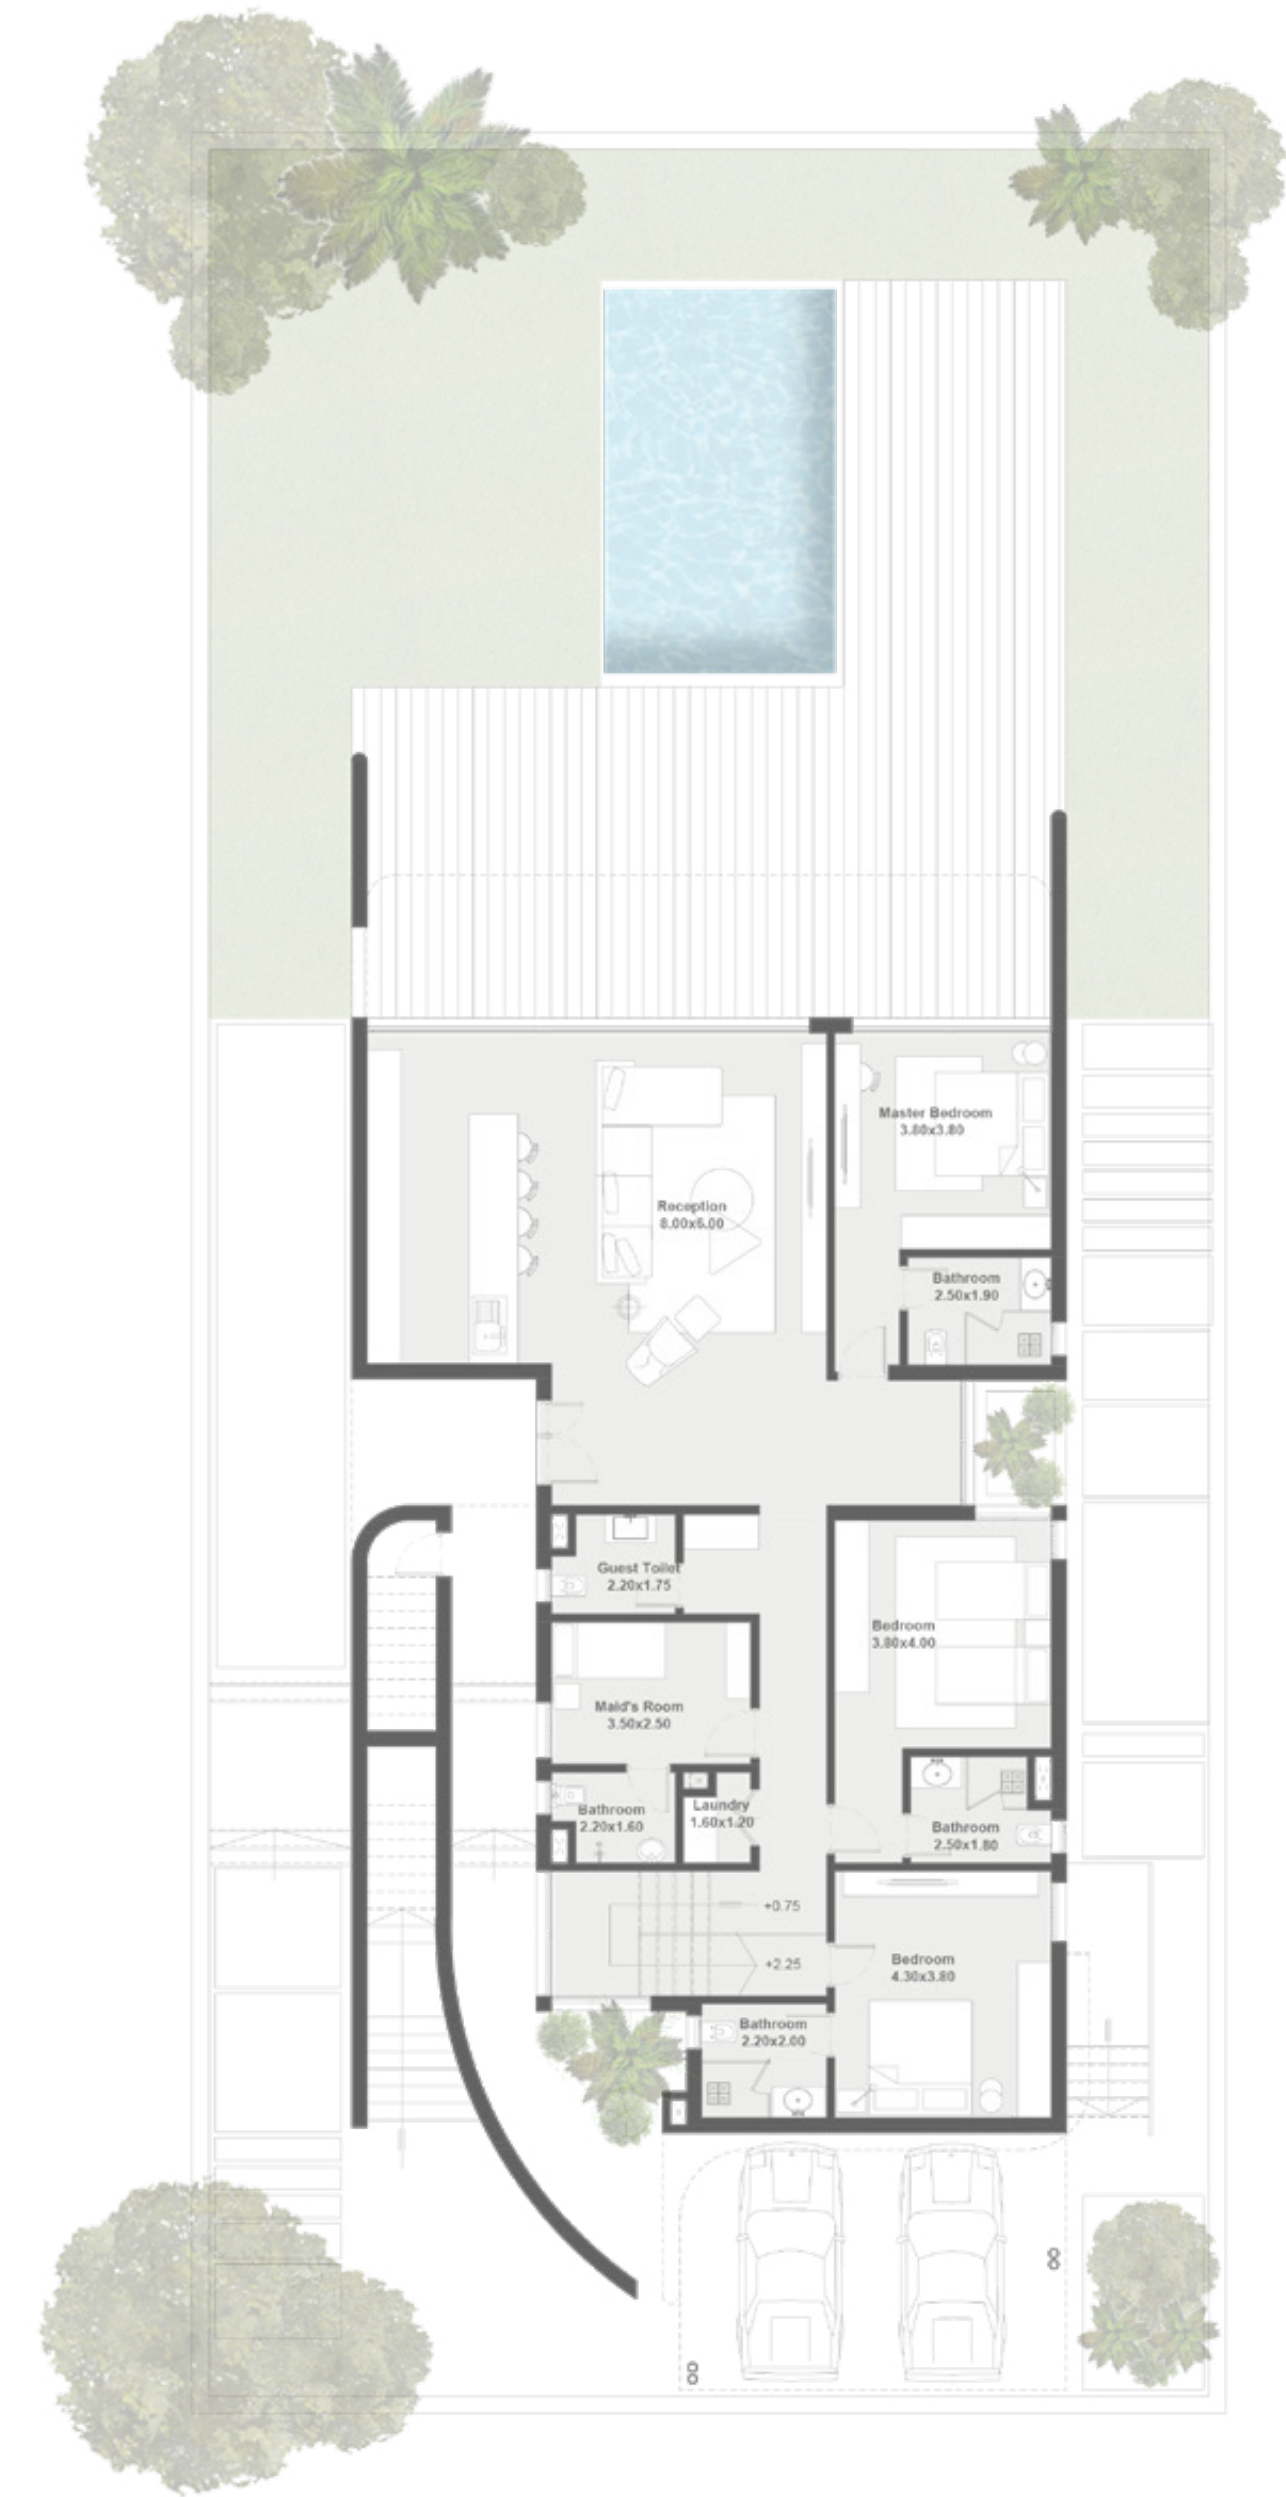 Master Bedroom
3.80x3.80
Reception
8.00x6.00
Bathroom
2.50x1.90
Guest Toilet
2.20x1.75
Bedroom
3.80x4.00
Maid's Room
3.50x2.50
Bathroom
2.20x1.60
Laundry
1.60x1.20
Bathroom
2.50x1.80
+0.75
+2.25
Bedroom
4.30x3.80
Bathroom
2.20x2.00